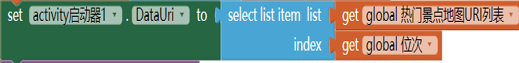 set activity启动器1 . DataUri to select list item list get global 热门景点地图URI列表
index get global 位次